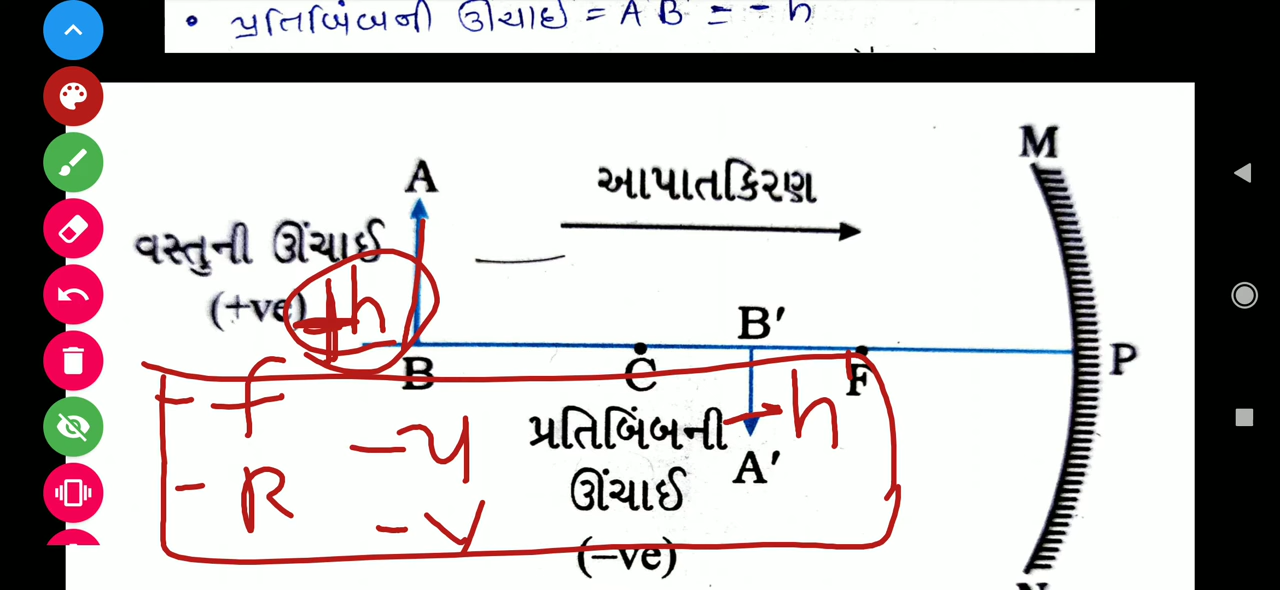 • પ્રતિબિંબની ઊંચાઈ = A B = - h
M
A
આપાતકિરણ
વસ્તુની ઊંચાઈ
(+ve) +h
B'
B
C
F
P
- f
- h
- u
પ્રતિબિંબની
A'
- R
ઊંચાઈ
- v
(–ve)